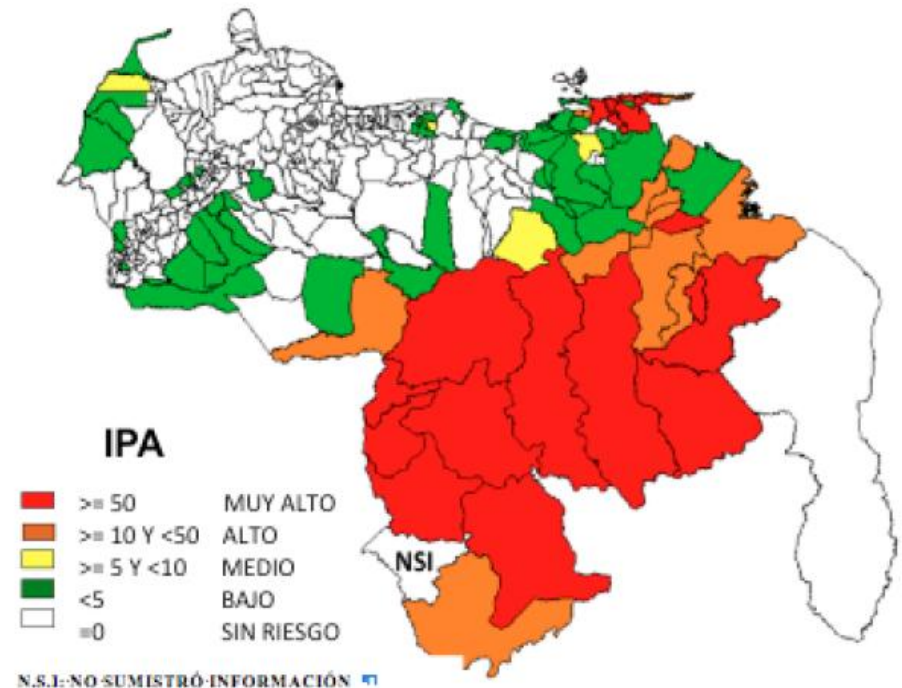 NSI
IPA
>= 50 MUY ALTO
>= 10 Y <50 ALTO
>= 5 Y <10 MEDIO
<5 BAJO
=0 SIN RIESGO
N.S.I: NO SUMISTRÓ INFORMACIÓN